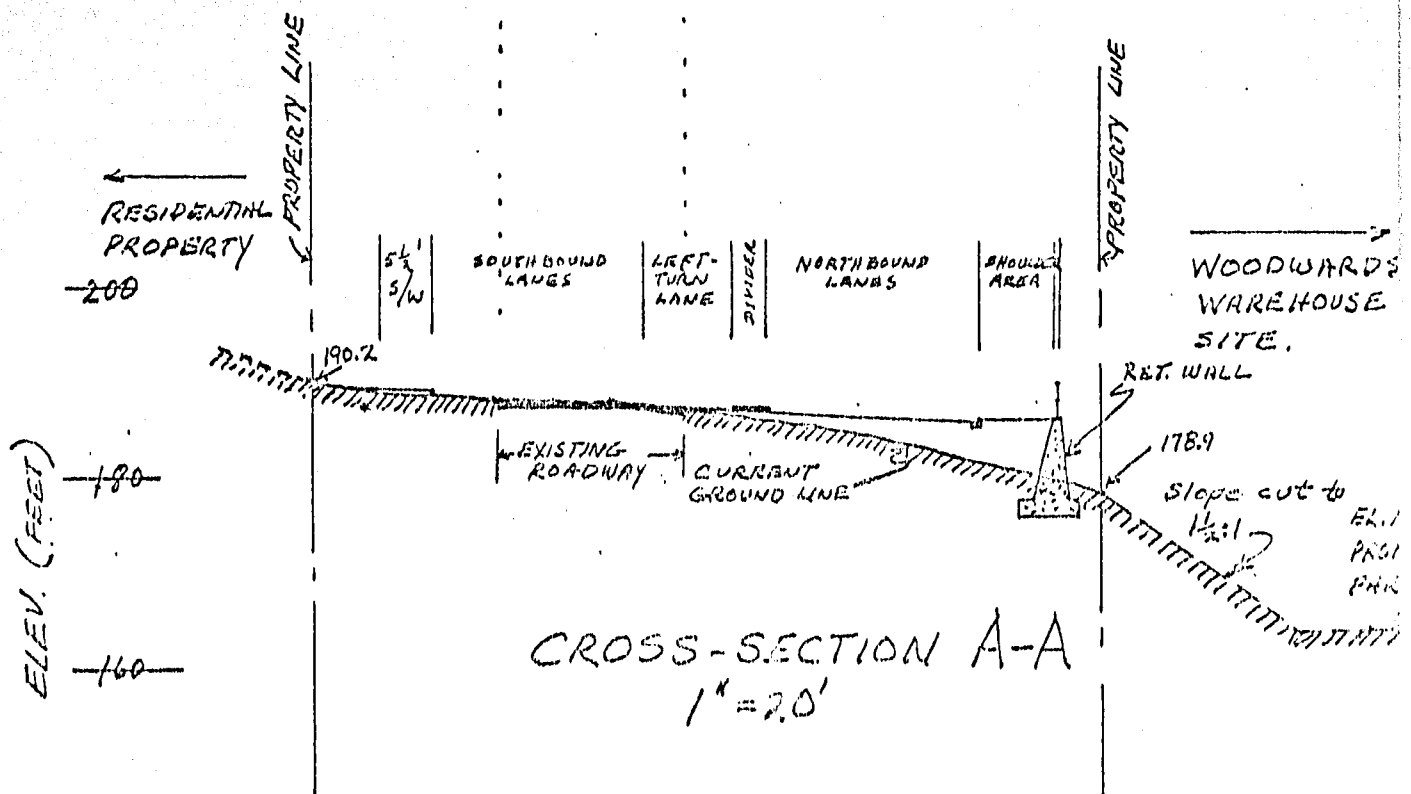 PROPERTY LINE
PROPERTY LINE
RESIDENTIAL
PROPERTY
WOODWARDS
WAREHOUSE
SITE.
5½'
S/W
SOUTHBOUND
LANES
LEFT-
TURN
LANE
DIVIDER
NORTHBOUND
LANES
SHOULDER
AREA
200
190.2
RET. WALL
ELEV. (FEET)
180
EXISTING
ROADWAY
CURRENT
GROUND LINE
178.9
Slope cut to
1½:1
EL.
160
CROSS-SECTION A-A
1"=20'